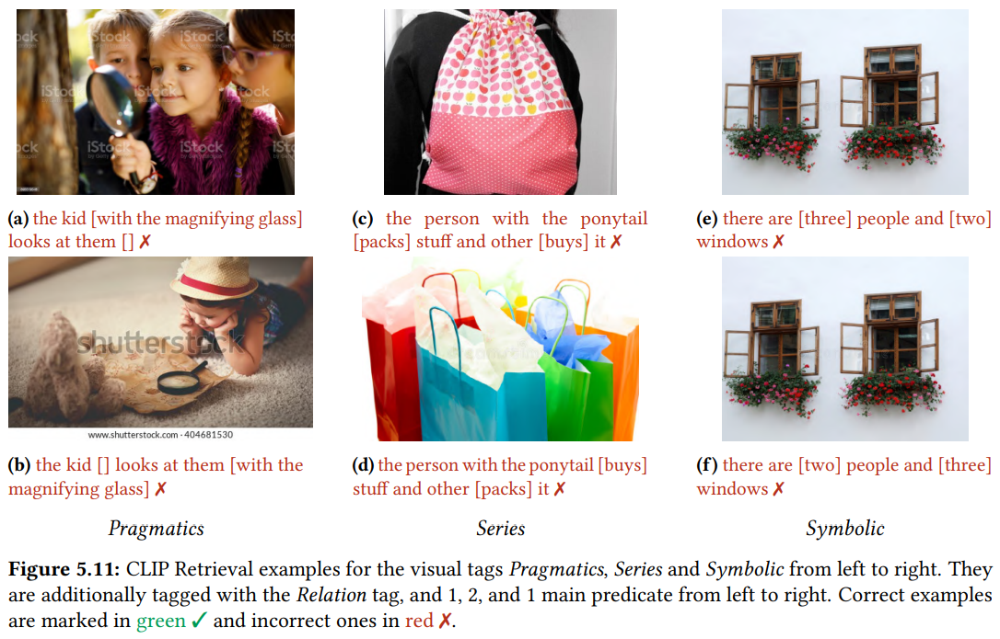 iStock
iStock
iStock
by Getty Images
(a) the kid [with the magnifying glass]
looks at them [] ✗
(c) the person with the ponytail
[packs] stuff and other [buys] it ✗
(e) there are [three] people and [two]
windows ✗
shutterstock
www.shutterstock.com · 404681530
(b) the kid [] looks at them [with the
magnifying glass] ✗
(d) the person with the ponytail [buys]
stuff and other [packs] it ✗
(f) there are [two] people and [three]
windows ✗
Pragmatics
Series
Symbolic
Figure 5.11: CLIP Retrieval examples for the visual tags Pragmatics, Series and Symbolic from left to right. They
are additionally tagged with the Relation tag, and 1, 2, and 1 main predicate from left to right. Correct examples
are marked in green ✓ and incorrect ones in red ✗.